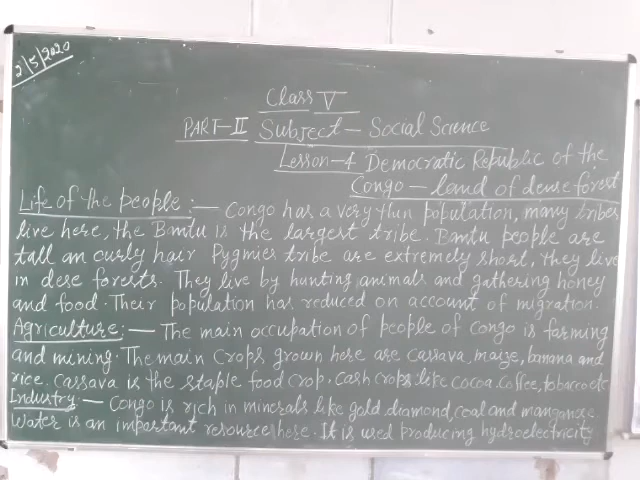 2/5/2020
Class V
PART-II Subject - Social Science
Lesson-4 Democratic Republic of the
Congo - land of dense forest
Life of the people :- Congo has a very thin population, many tribes
live here, the Bantu is the largest tribe. Bantu people are
tall an curly hair Pygmies tribe are extremely short, they live
in dese forests. They live by hunting animals and gathering honey
and food. Their population has reduced on account of migration.
Agriculture:- The main occupation of people of Congo is farming
and mining. The main Crops grown here are cassava, maize, banana and
rice. Cassava is the staple food crop. Cash crops like cocoa, coffee,
Industry:- Congo is rich in minerals like gold, diamond, coal and
Water is an important resource here. It is used producing hydroelectricity